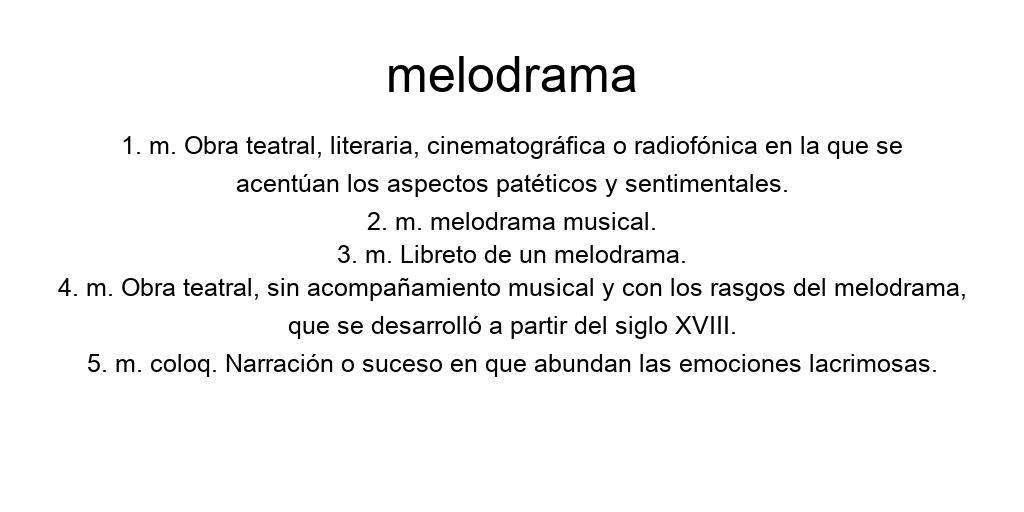 melodrama
1. m. Obra teatral, literaria, cinematográfica o radiofónica en la que se
acentúan los aspectos patéticos y sentimentales.
2. m. melodrama musical.
3. m. Libreto de un melodrama.
4. m. Obra teatral, sin acompañamiento musical y con los rasgos del melodrama,
que se desarrolló a partir del siglo XVIII.
5. m. coloq. Narración o suceso en que abundan las emociones lacrimosas.